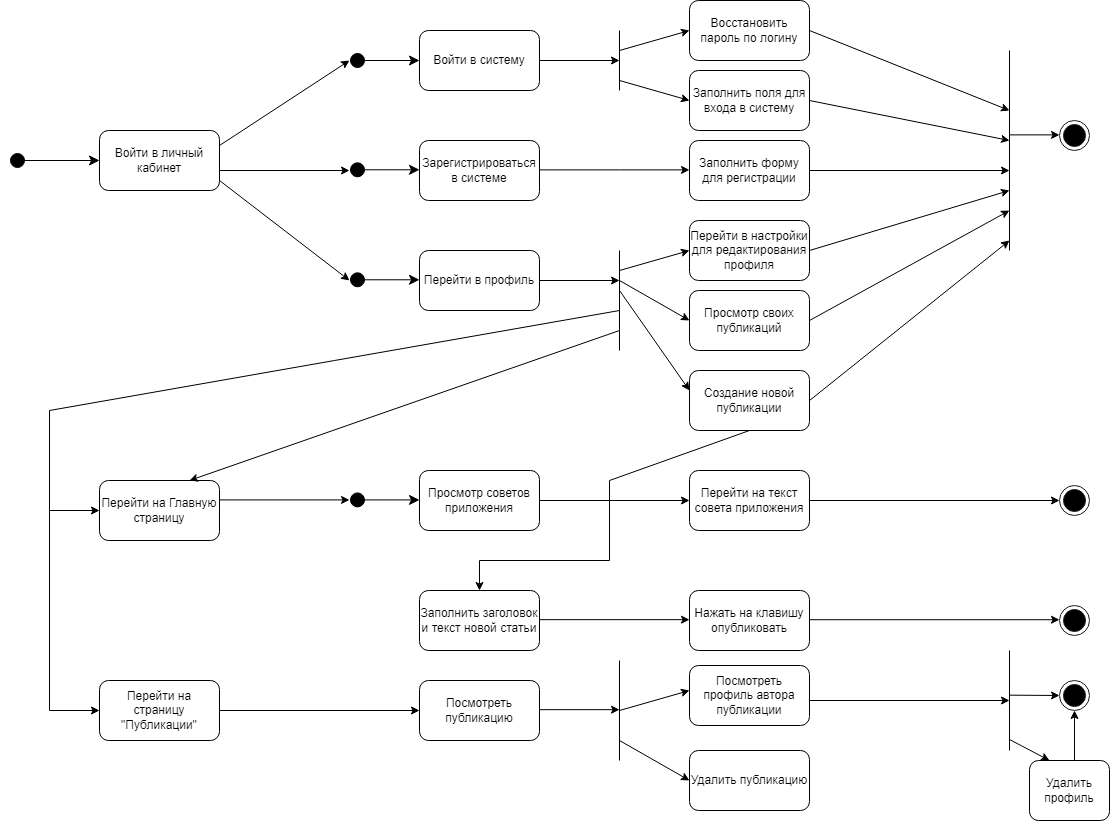 Восстановить
пароль по логину
Войти в систему
Заполнить поля для
входа в систему
Войти в личный
кабинет
Зарегистрироваться
в системе
Заполнить форму
для регистрации
Перейти в настройки
для редактирования
профиля
Перейти в профиль
Просмотр своих
публикаций
Создание новой
публикации
Перейти на Главную
страницу
Просмотр советов
приложения
Перейти на текст
совета приложения
Заполнить заголовок
и текст новой статьи
Нажать на клавишу
опубликовать
Перейти на
страницу
"Публикации"
Посмотреть
публикацию
Посмотреть
профиль автора
публикации
Удалить публикацию
Удалить
профиль